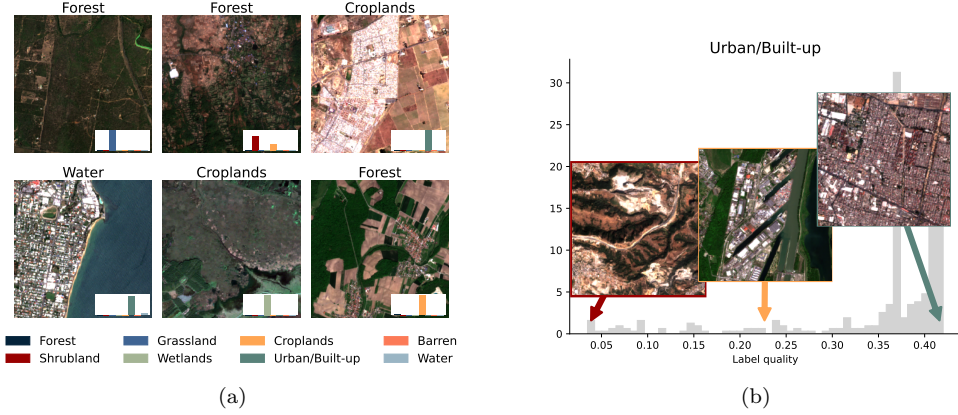 Forest Forest Croplands
Water Croplands Forest
Forest Grassland Croplands Barren
Shrubland Wetlands Urban/Built-up Water
(a)
Urban/Built-up
30
25
20
15
10
5
0
0.05 0.10 0.15 0.20 0.25 0.30 0.35 0.40
Label quality
(b)